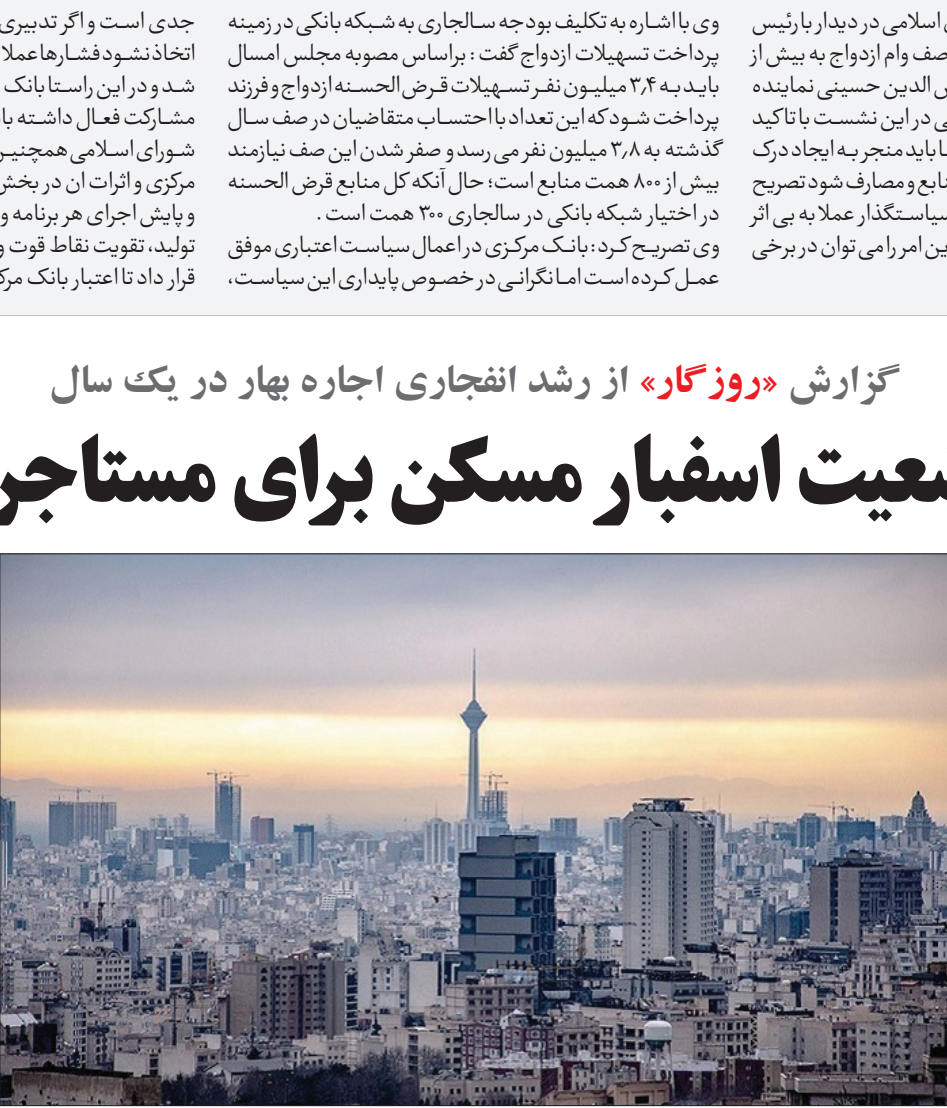 اسلامی در دیدار با رئیس
صف وام ازدواج به بیش از
الدین حسینی نماینده
در این نشست با تاکید
باید منجر به ایجاد درک
منابع و مصارف شود تصریح
سیاستگذار عملا به بی اثر
این امر را می توان در برخی
وی با اشاره به تکلیف بودجه سالجاری به شبکه بانکی در زمینه
پرداخت تسهیلات ازدواج گفت : براساس مصوبه مجلس امسال
باید به ۳٫۴ میلیون نفر تسهیلات قرض الحسنه ازدواج و فرزند
پرداخت شود که این تعداد با احتساب متقاضیان در صف سال
گذشته به ۳٫۸ میلیون نفر می رسد و صفر شدن این صف نیازمند
بیش از ۸۰۰ همت منابع است؛ حال آنکه کل منابع قرض الحسنه
در اختیار شبکه بانکی در سالجاری ۳۰۰ همت است .
وی تصریح کرد: بانک مرکزی در اعمال سیاست اعتباری موفق
عمل کرده است اما نگرانی در خصوص پایداری این سیاست،
جدی است و اگر تدبیری
اتخاذ نشود فشارها عملا
شد و در این راستا بانک
مشارکت فعال داشته
شورای اسلامی همچنین
مرکزی و اثرات ان در بخش
و پایش اجرای هر برنامه و
تولید، تقویت نقاط قوت و
قرار داد تا اعتبار بانک
گزارش «روزگار» از رشد انفجاری اجاره بهار در یک سال
اسفبار مسکن برای مستاجر